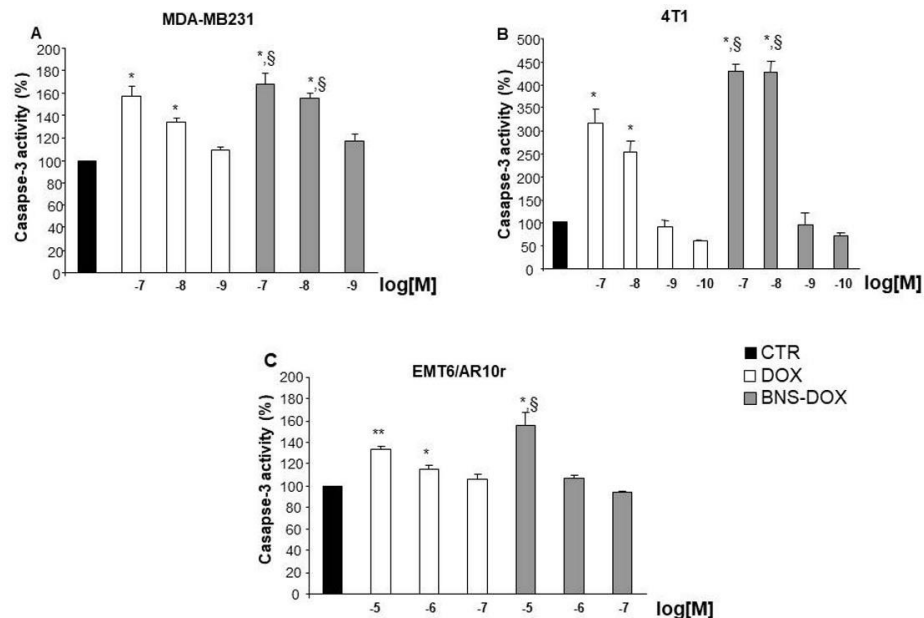 A
MDA-MB231
Casapse-3 activity (%)
200
180
160
140
120
100
80
60
40
20
0
*
*
*,§
*,§
-7 -8 -9 -7 -8 -9 log[M]
B
4T1
Casapse-3 activity (%)
500
450
400
350
300
250
200
150
100
50
0
*
*
*,§
*,§
-7 -8 -9 -10 -7 -8 -9 -10 log[M]
C
EMT6/AR10r
Casapse-3 activity (%)
200
180
160
140
120
100
80
60
40
20
0
**
*
*,§
-5 -6 -7 -5 -6 -7 log[M]
CTR
DOX
BNS-DOX